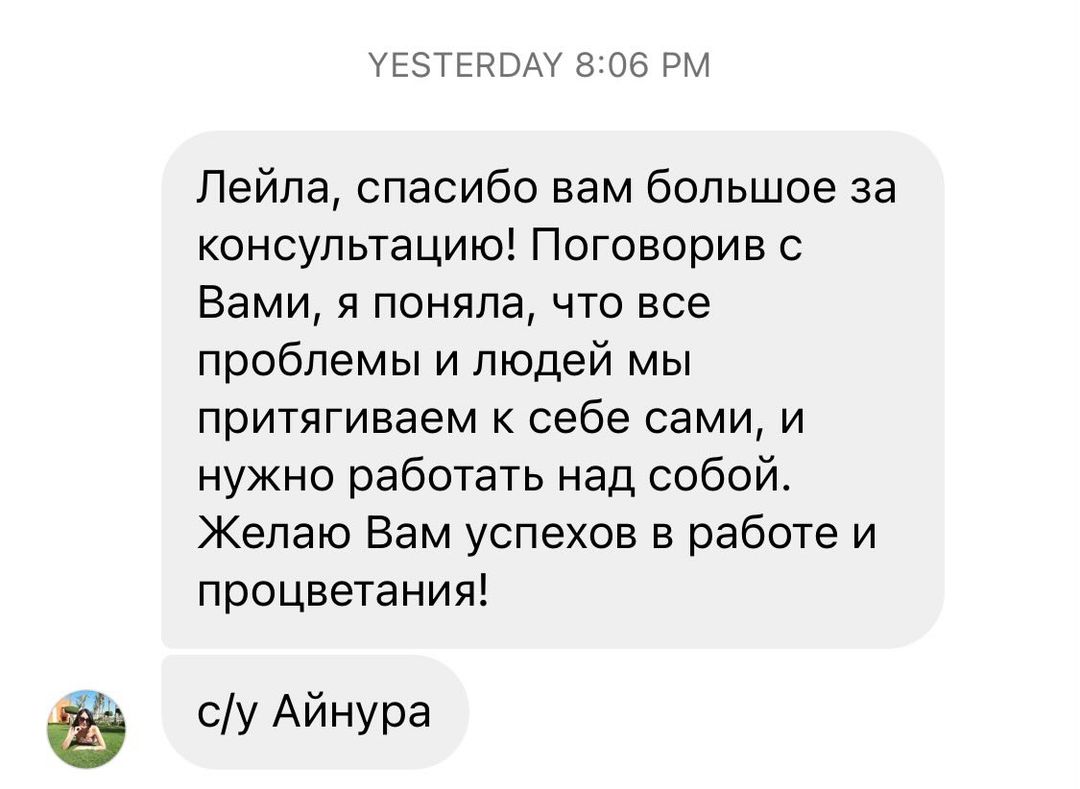 YESTERDAY 8:06 PM
Лейла, спасибо вам большое за
консультацию! Поговорив с
Вами, я поняла, что все
проблемы и людей мы
притягиваем к себе сами, и
нужно работать над собой.
Желаю Вам успехов в работе и
процветания!
с/у Айнура